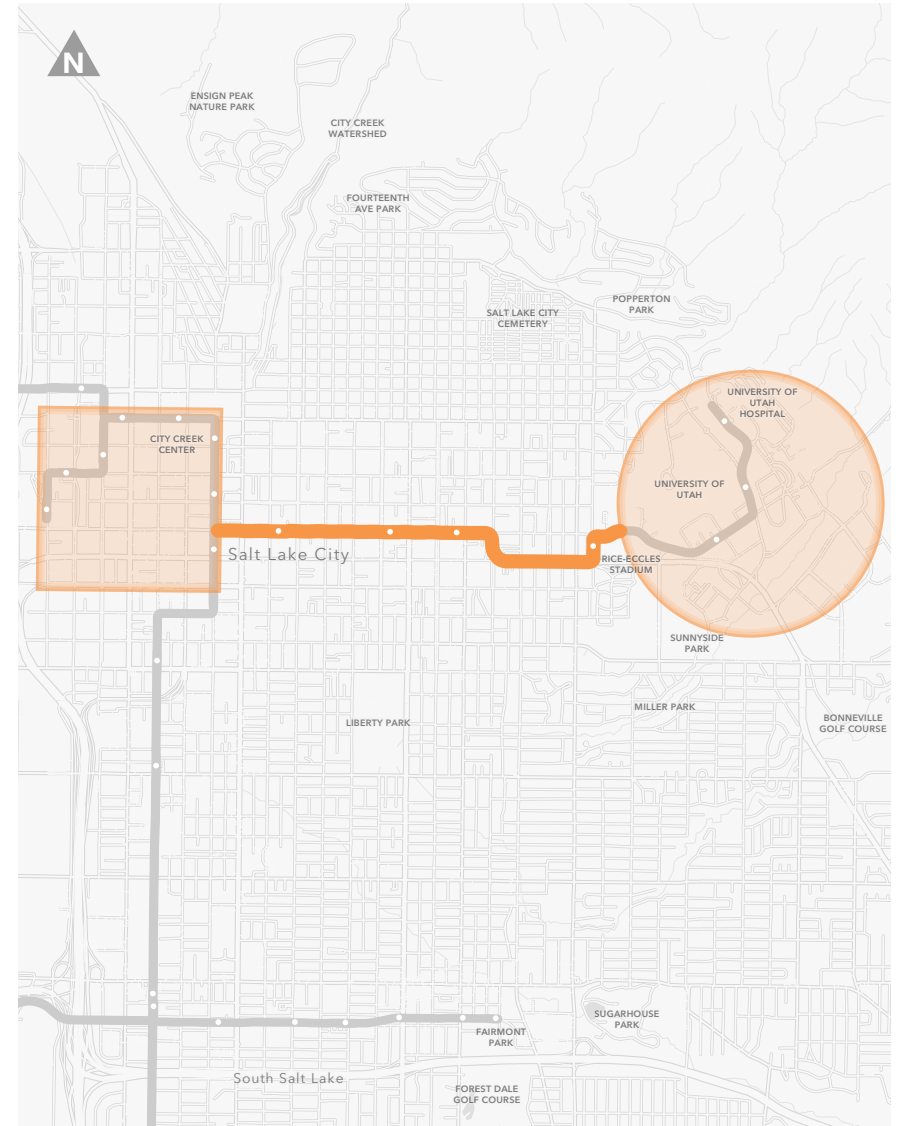 N
ENSIGN PEAK
NATURE PARK
CITY CREEK
WATERSHED
FOURTEENTH
AVE PARK
POPPERTON
PARK
SALT LAKE CITY
CEMETERY
UNIVERSITY OF
UTAH
HOSPITAL
CITY CREEK
CENTER
UNIVERSITY OF
UTAH
Salt Lake City
RICE-ECCLES
STADIUM
SUNNYSIDE
PARK
MILLER PARK
LIBERTY PARK
BONNEVILLE
GOLF COURSE
SUGARHOUSE
PARK
FAIRMONT
PARK
South Salt Lake
FOREST DALE
GOLF COURSE